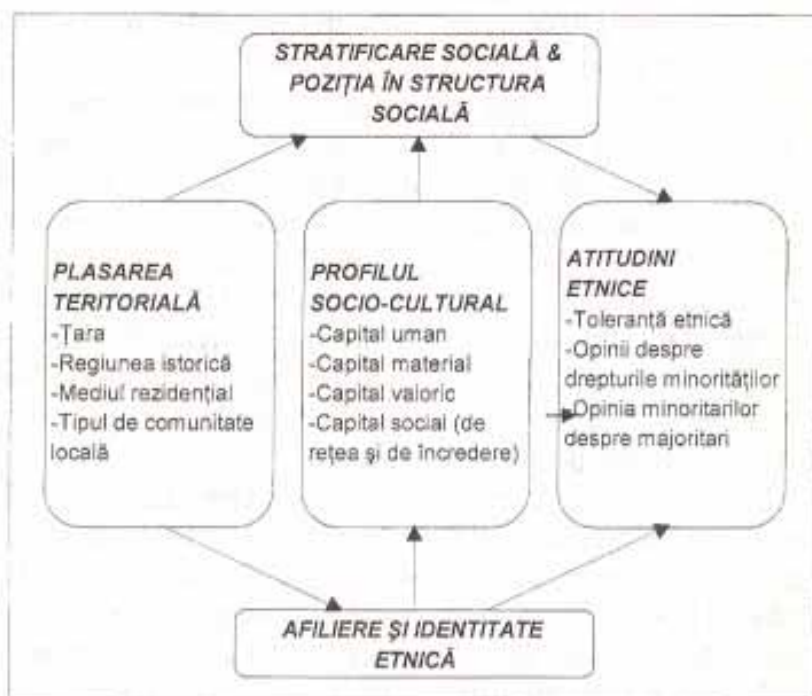 STRATIFICARE SOCIALĂ &
POZIȚIA ÎN STRUCTURA
SOCIALĂ
PLASAREA
TERITORIALĂ
-Țara
-Regiunea istorică
-Mediul rezidențial
-Tipul de comunitate
locală
PROFILUL
SOCIO-CULTURAL
-Capital uman
-Capital material
-Capital valoric
-Capital social (de
rețea și de încredere)
ATITUDINI
ETNICE
-Toleranță etnică
-Opinii despre
drepturile minorităților
-Opinia minoritarilor
despre majoritari
AFILIERE ȘI IDENTITATE
ETNICĂ